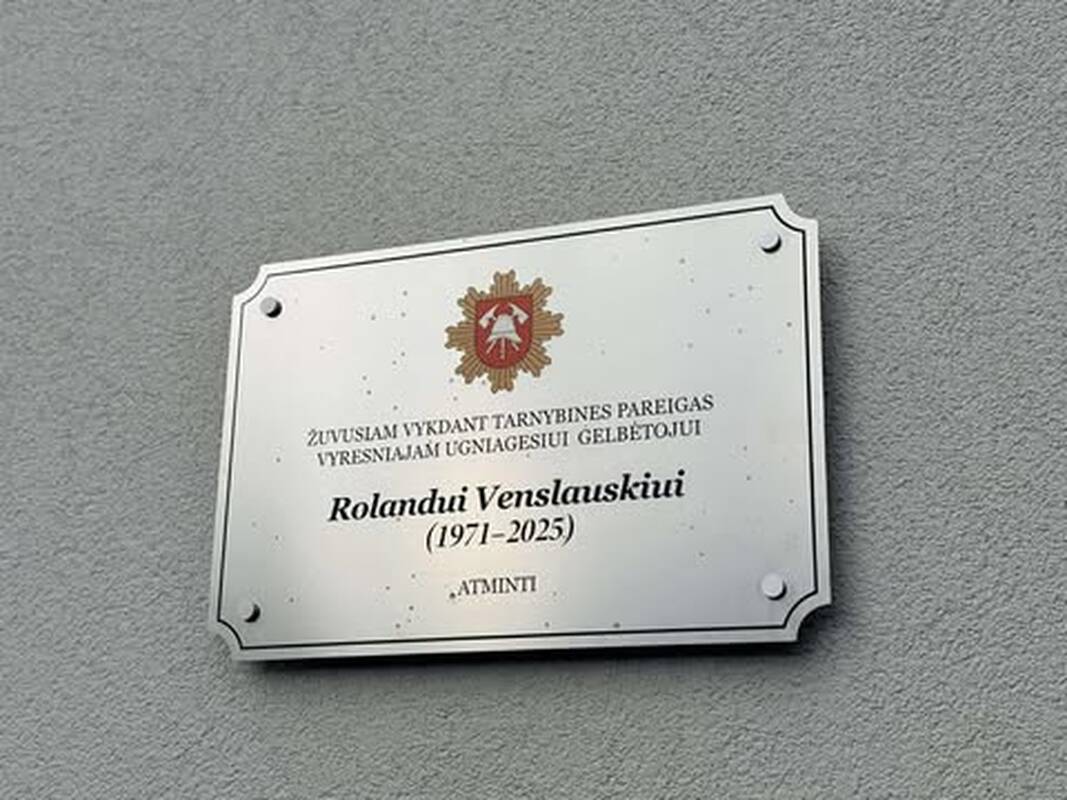 ŽUVUSIAM VYKDANT TARNYBINES PAREIGAS
VYRESNIAJAM UGNIAGESIUI GELBĖTOJUI
Rolandui Venslauskiui
(1971–2025)
ATMINTI